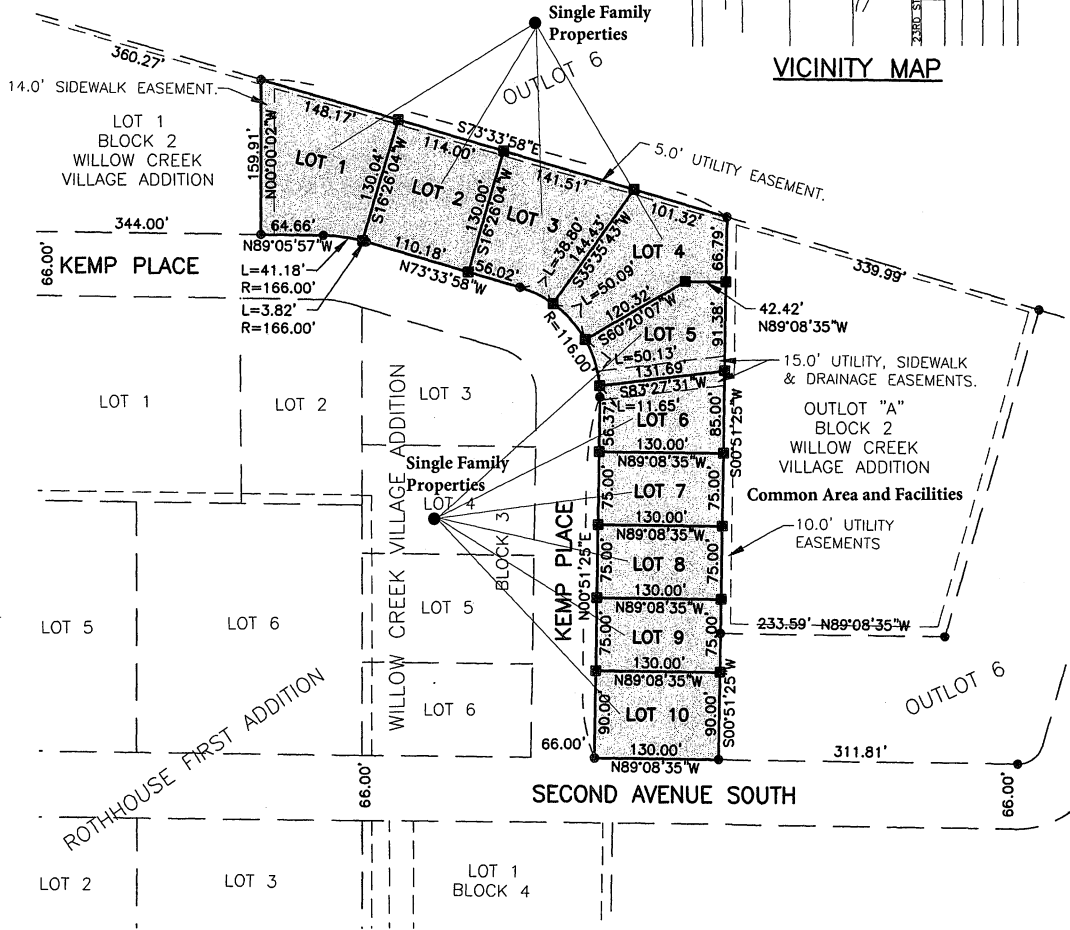 Single Family
Properties
23RD ST
VICINITY MAP
360.27'
OUTLOT 6
14.0' SIDEWALK EASEMENT.
LOT 1
BLOCK 2
WILLOW CREEK
VILLAGE ADDITION
159.91'
N00°00'02"W
148.17'
LOT 1
130.04'
S16°26'04"W
S73°33'58"E
114.00'
LOT 2
130.00'
S16°26'04"W
141.51'
LOT 3
5.0' UTILITY EASEMENT.
101.32'
LOT 4
66.79'
339.99'
344.00'
64.66'
N89°05'57"W
66.00'
KEMP PLACE
L=41.18'
R=166.00'
L=3.82'
R=166.00'
110.18'
N73°33'58"W
56.02'
L=38.80'
144.43'
S35°35'43"W
L=50.09'
120.32'
S60°20'07"W
R=116.00'
42.42'
N89°08'35"W
91.38'
LOT 5
L=50.13'
131.69'
S83°27'31"W
L=11.65'
15.0' UTILITY, SIDEWALK
& DRAINAGE EASEMENTS.
OUTLOT "A"
BLOCK 2
WILLOW CREEK
VILLAGE ADDITION
Common Area and Facilities
10.0' UTILITY
EASEMENTS
S00°51'25"W
56.37'
LOT 6
85.00'
130.00'
N89°08'35"W
75.00'
LOT 7
75.00'
130.00'
N89°08'35"W
75.00'
LOT 8
75.00'
130.00'
N89°08'35"W
75.00'
LOT 9
75.00'
130.00'
N89°08'35"W
90.00'
LOT 10
90.00'
S00°51'25"W
130.00'
N89°08'35"W
N00°51'25"E
KEMP PLACE
233.59' N89°08'35"W
OUTLOT 6
LOT 1
LOT 2
LOT 3
Single Family
Properties
LOT 4
BLOCK 3
WILLOW CREEK VILLAGE ADDITION
LOT 5
LOT 6
LOT 5
LOT 6
ROTHHOUSE FIRST ADDITION
66.00'
311.81'
SECOND AVENUE SOUTH
66.00'
66.00'
LOT 2
LOT 3
LOT 1
BLOCK 4